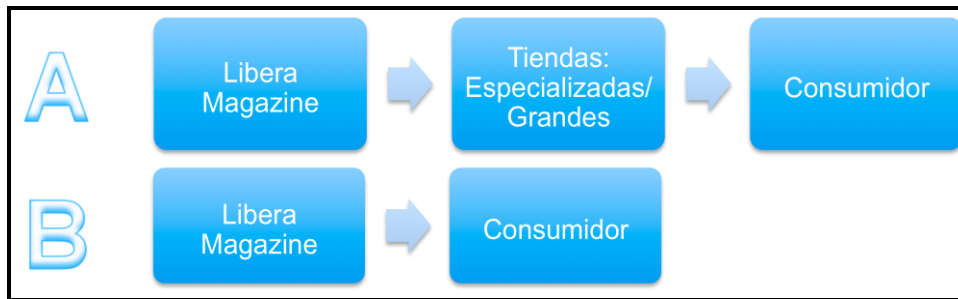 A
Libera
Magazine
Tiendas:
Especializadas/
Grandes
Consumidor
B
Libera
Magazine
Consumidor